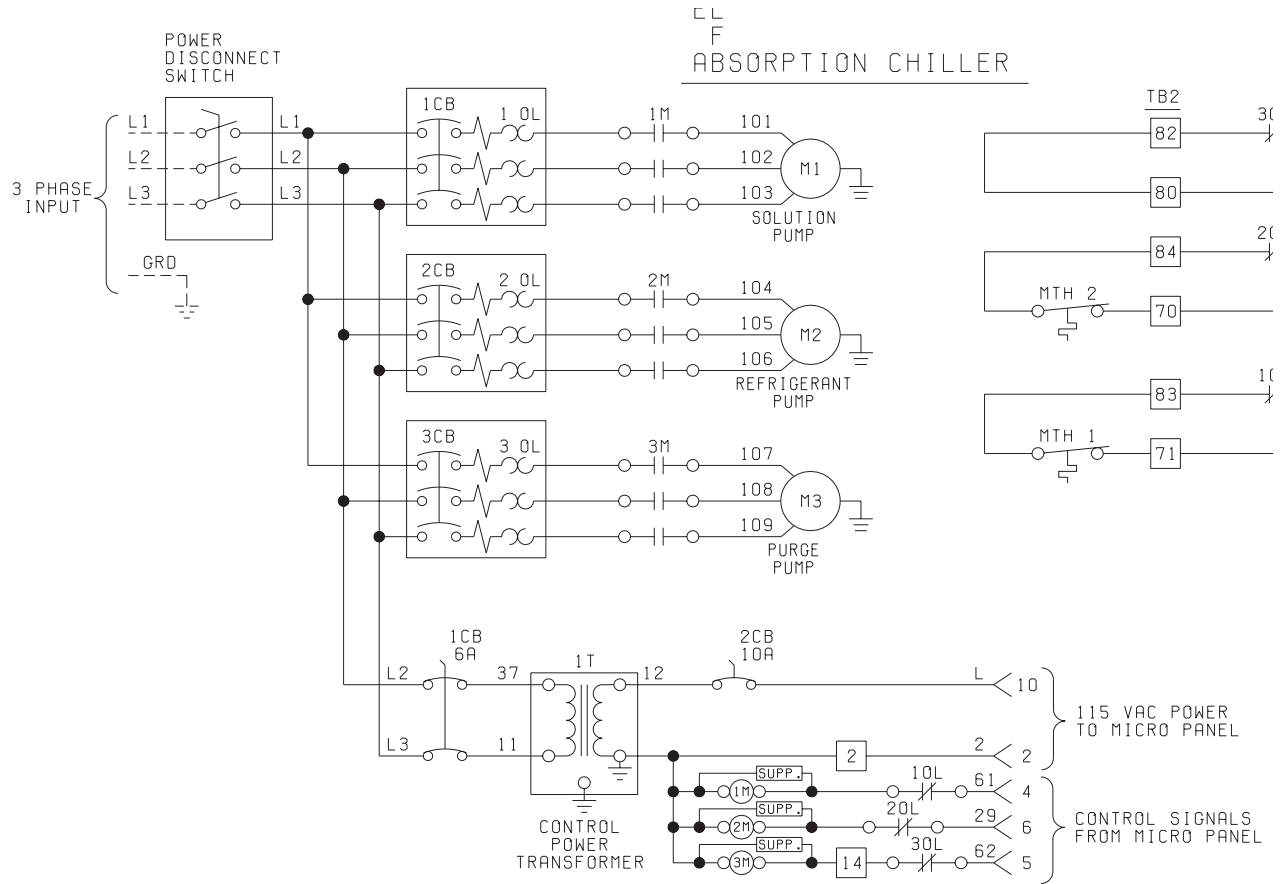 F
ABSORPTION CHILLER
POWER
DISCONNECT
SWITCH
3 PHASE
INPUT
L1 L1
L2 L2
L3 L3
GRD
1CB 1 OL 1M 101
102
103
M1
SOLUTION
PUMP
2CB 2 OL 2M 104
105
106
M2
REFRIGERANT
PUMP
3CB 3 OL 3M 107
108
109
M3
PURGE
PUMP
TB2
82
80
84
MTH 2 70
83
MTH 1 71
1CB
6A
L2 37
L3 11
1T
CONTROL
POWER
TRANSFORMER
12
2CB
10A
L 10
2 2 2
115 VAC POWER
TO MICRO PANEL
SUPP.
1M 1OL 61 4
SUPP.
2M 2OL 29 6
SUPP.
3M 14 3OL 62 5
CONTROL SIGNALS
FROM MICRO PANEL